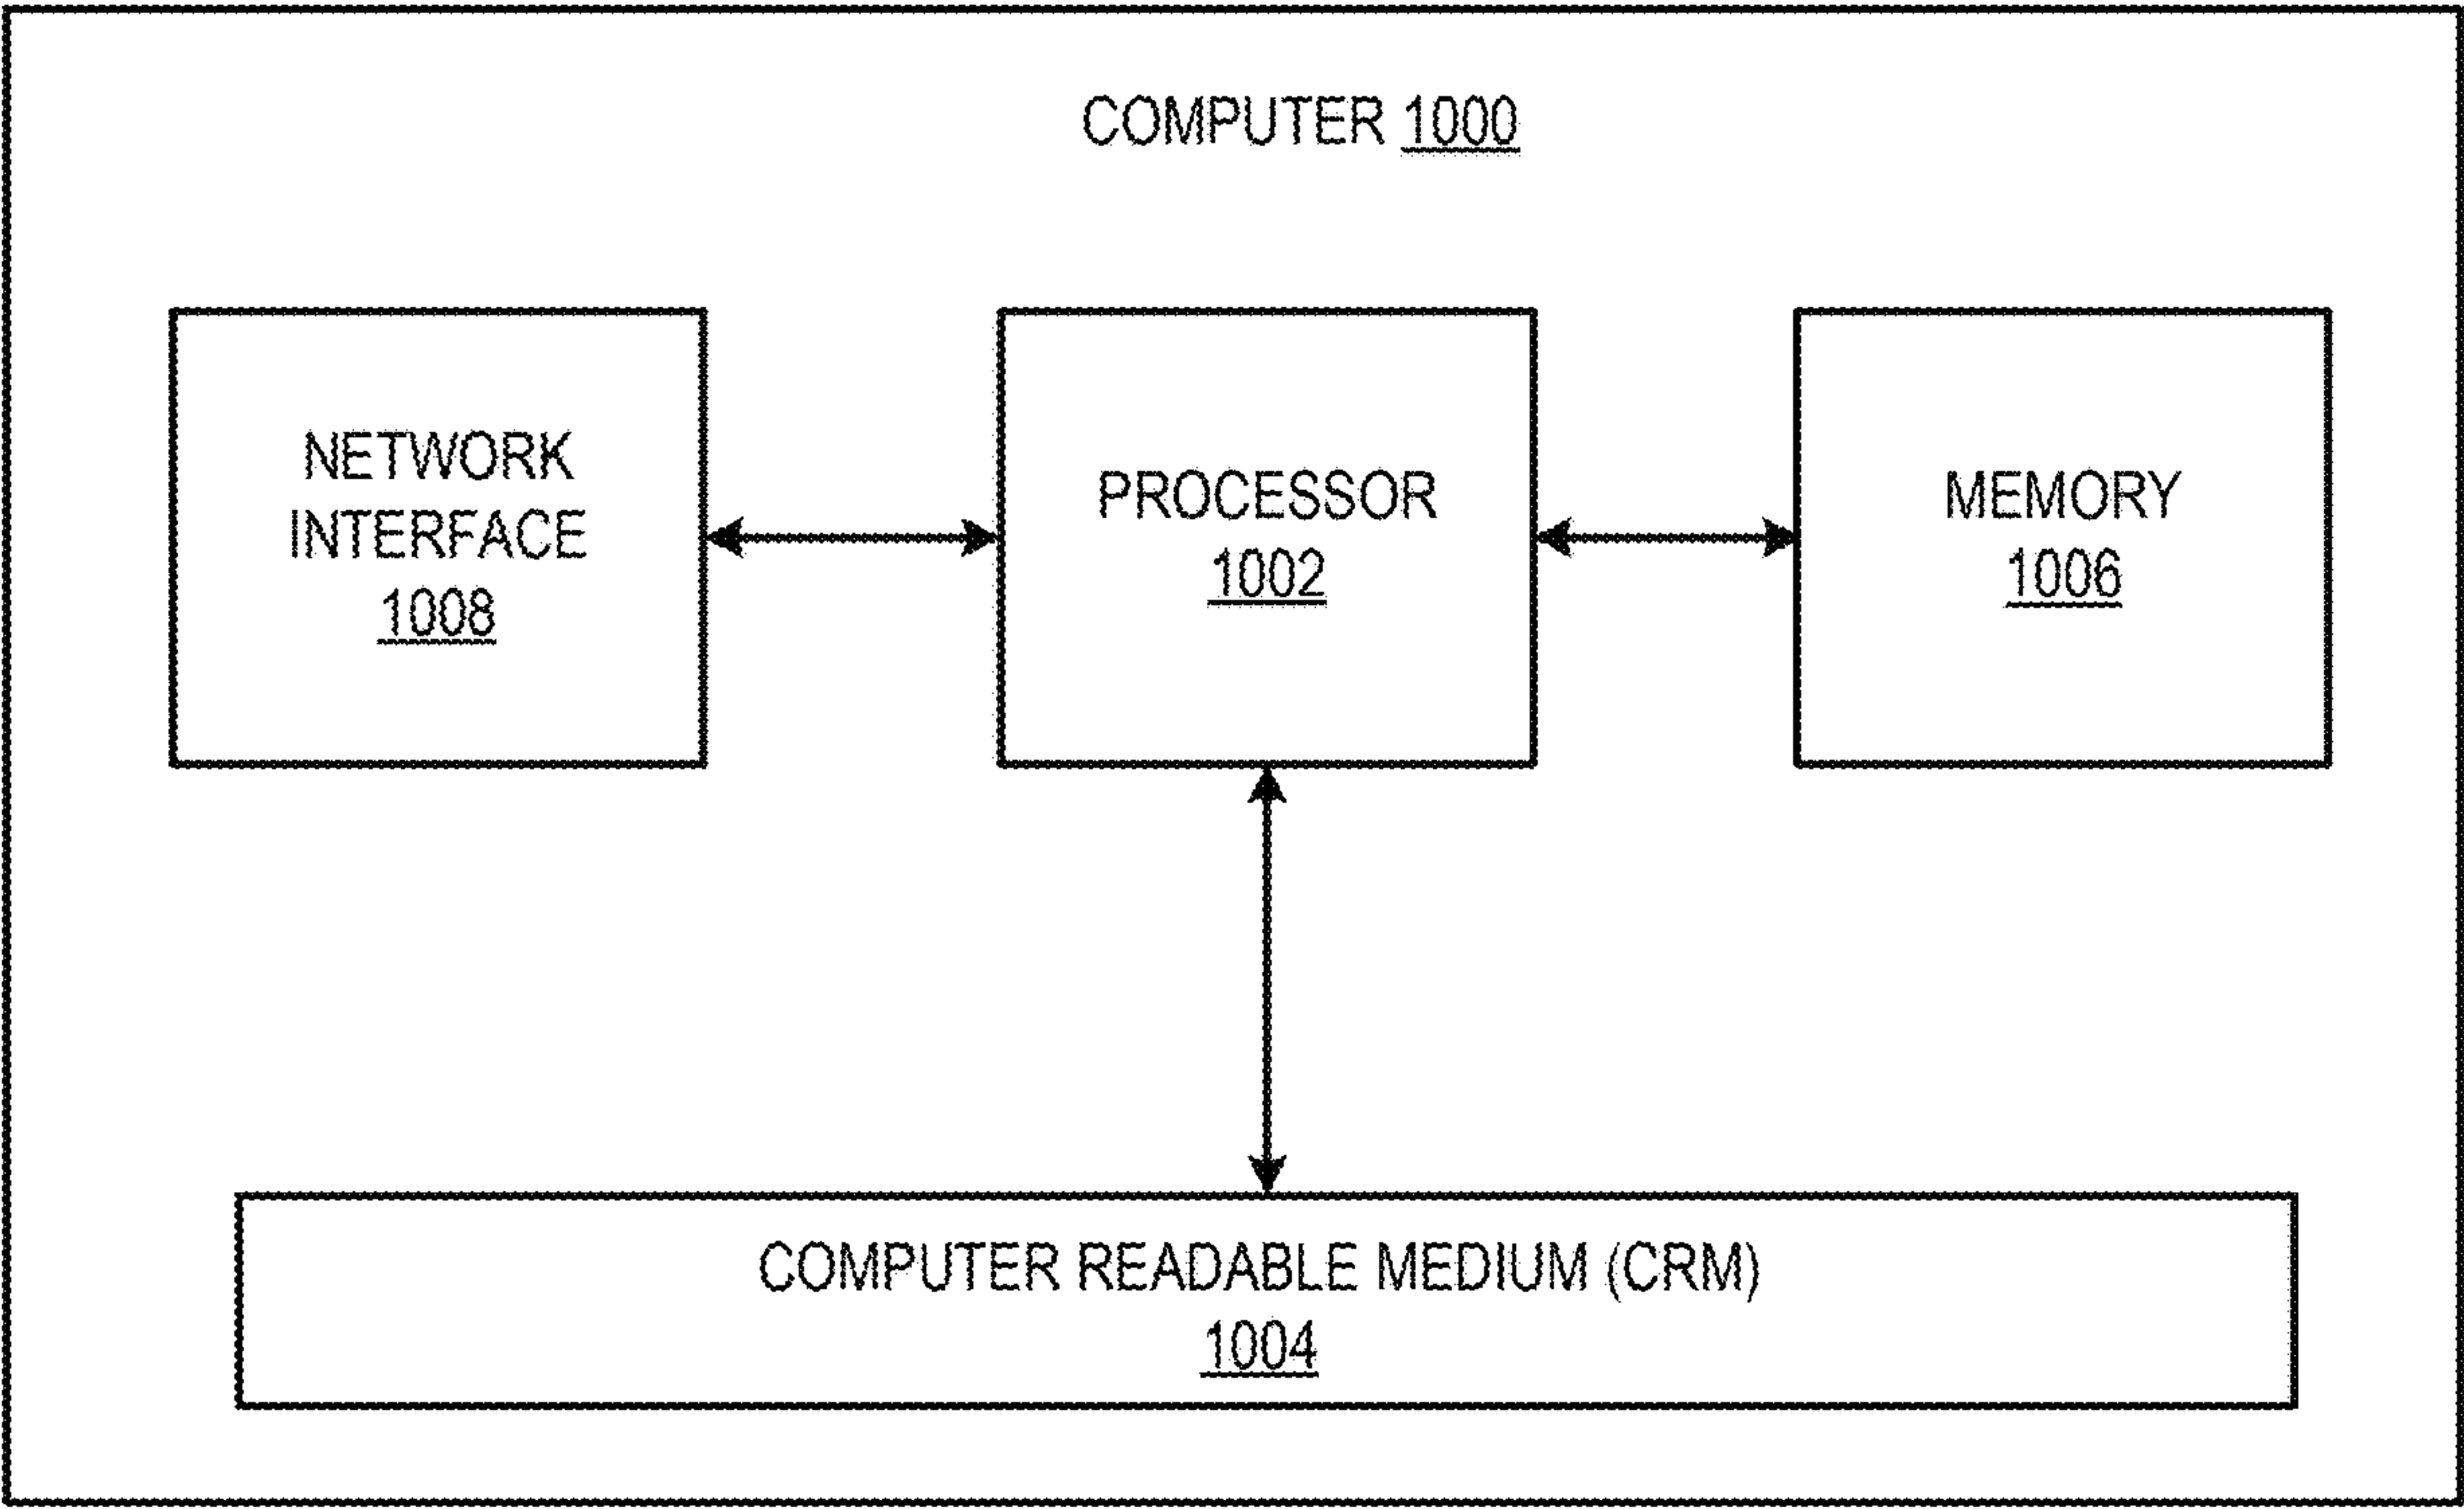 COMPUTER 1000
NETWORK
INTERFACE
1008
PROCESSOR
1002
MEMORY
1006
COMPUTER READABLE MEDIUM (CRM)
1004